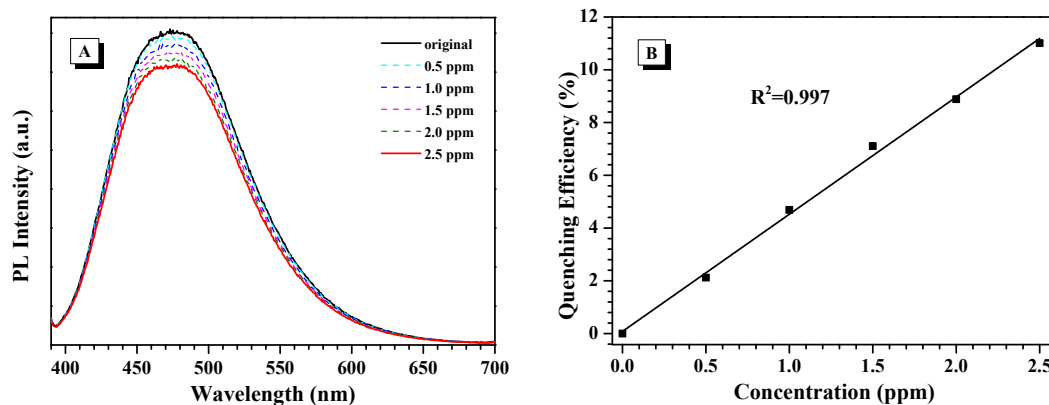 A
original
0.5 ppm
1.0 ppm
1.5 ppm
2.0 ppm
2.5 ppm
PL Intensity (a.u.)
400 450 500 550 600 650 700
Wavelength (nm)
B
R²=0.997
Quenching Efficiency (%)
12
10
8
6
4
2
0
0.0 0.5 1.0 1.5 2.0 2.5
Concentration (ppm)